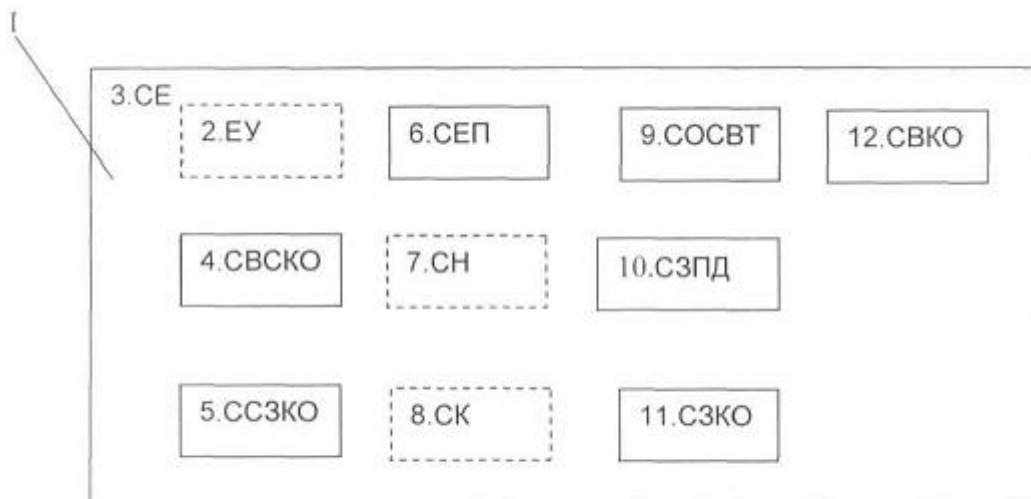 1
3.СЕ
2.ЕУ
6.СЕП
9.СОСВТ
12.СВКО
4.СВСКО
7.СН
10.СЗПД
5.ССЗКО
8.СК
11.СЗКО